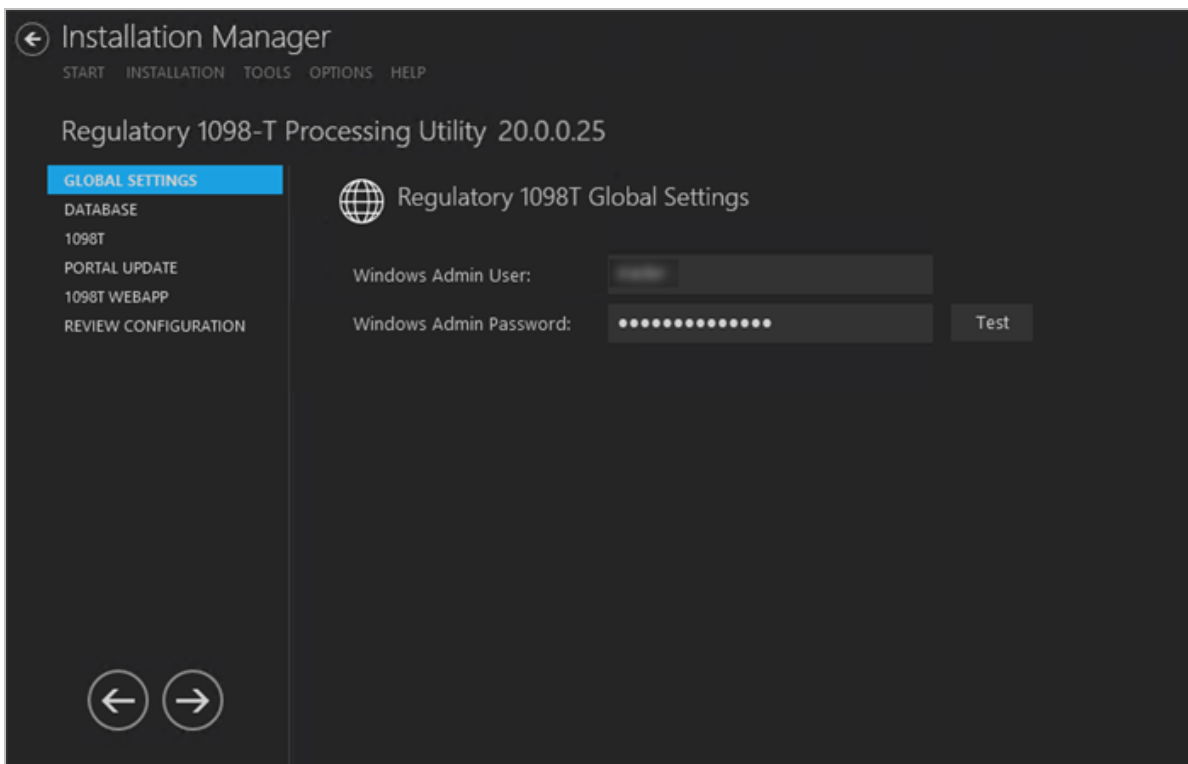 Installation Manager
START INSTALLATION TOOLS OPTIONS HELP
Regulatory 1098-T Processing Utility 20.0.0.25
GLOBAL SETTINGS
DATABASE
1098T
PORTAL UPDATE
1098T WEBAPP
REVIEW CONFIGURATION
Regulatory 1098T Global Settings
Windows Admin User:
Windows Admin Password: ●●●●●●●●●●●●●● Test